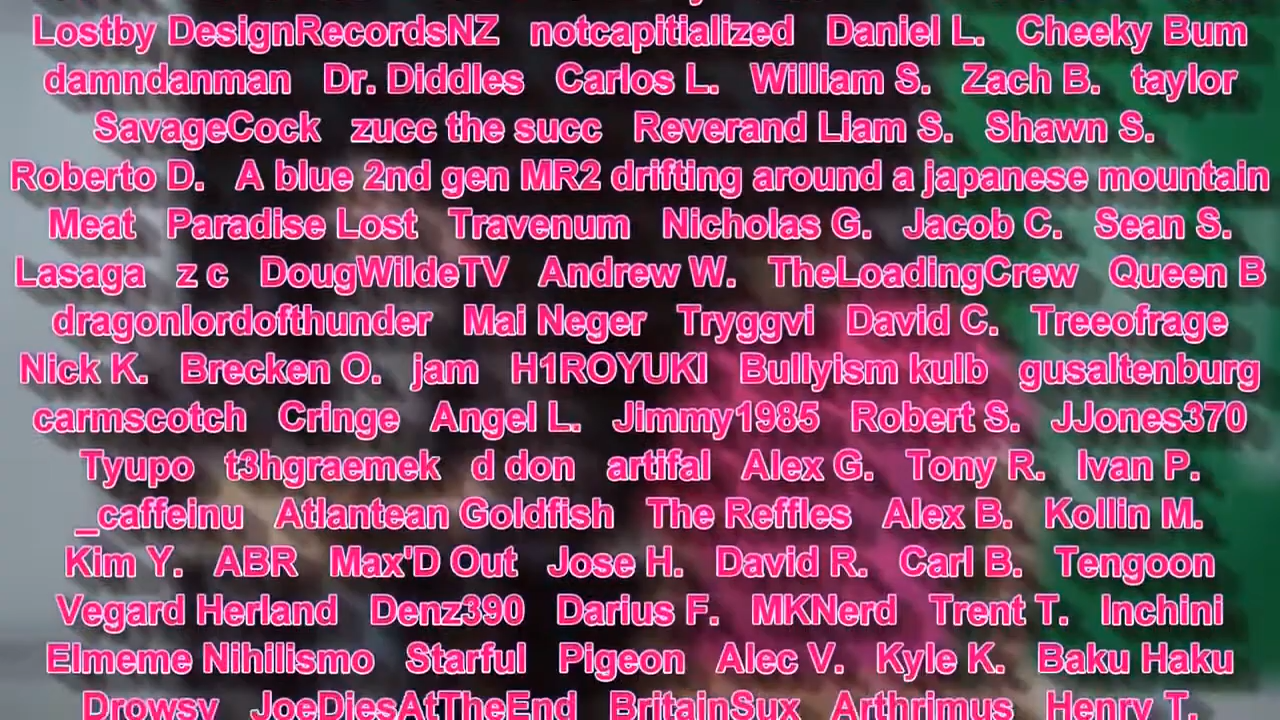 Lostby DesignRecordsNZ notcapitialized Daniel L. Cheeky Bum
damndanman Dr. Diddles Carlos L. William S. Zach B. taylor
SavageCock zucc the succ Reverand Liam S. Shawn S.
Roberto D. A blue 2nd gen MR2 drifting around a japanese mountain
Meat Paradise Lost Travenum Nicholas G. Jacob C. Sean S.
Lasaga z c DougWildeTV Andrew W. TheLoadingCrew Queen B
dragonlordofthunder Mai Neger Tryggvi David C. Treeofrage
Nick K. Brecken O. jam H1ROYUKI Bullyism kulb gusaltenburg
carmscotch Cringe Angel L. Jimmy1985 Robert S. JJones370
Tyupo t3hgraemek d don artifal Alex G. Tony R. Ivan P.
_caffeinu Atlantean Goldfish The Reffles Alex B. Kollin M.
Kim Y. ABR Max'D Out Jose H. David R. Carl B. Tengoon
Vegard Herland Denz390 Darius F. MKNerd Trent T. Inchini
Elmeme Nihilismo Starful Pigeon Alec V. Kyle K. Baku Haku
Drowsy JoeDiesAtTheEnd BritainSux Arthrimus Henry T.